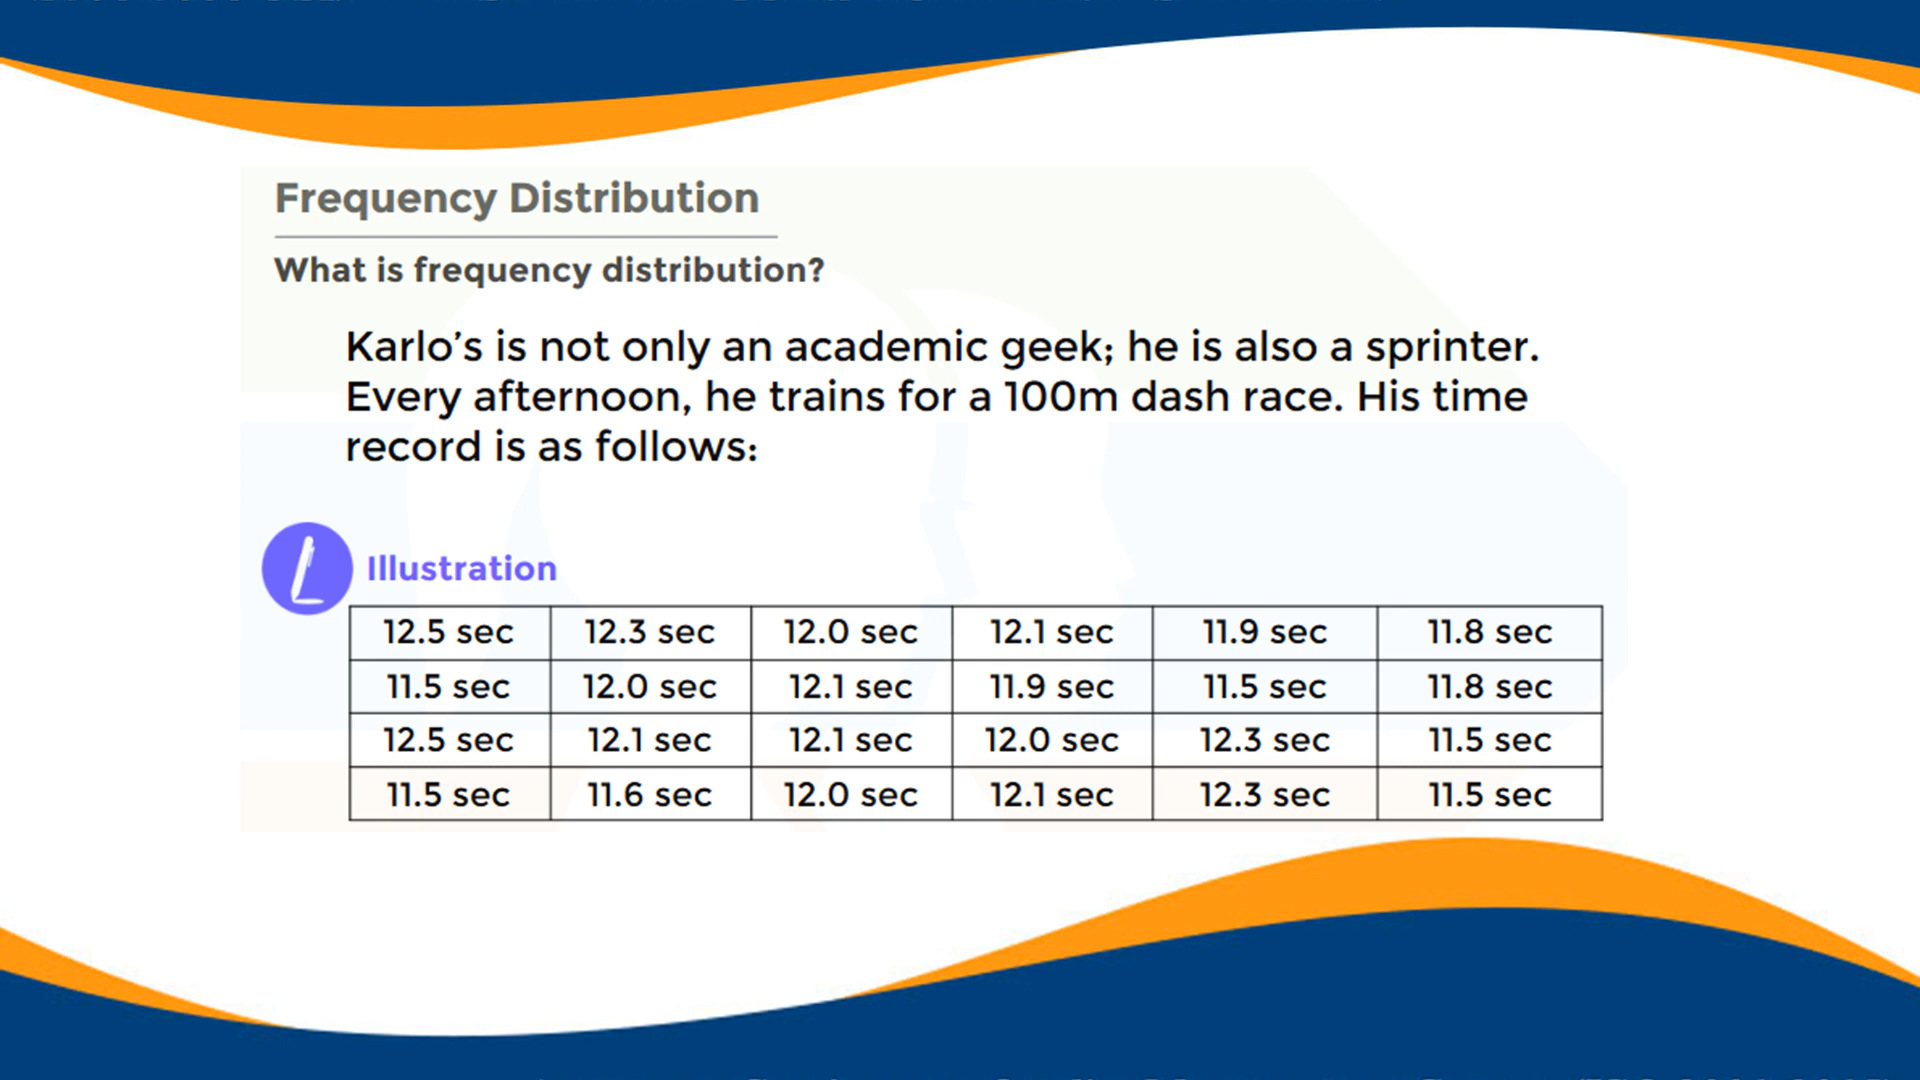 Frequency Distribution
What is frequency distribution?
Karlo’s is not only an academic geek; he is also a sprinter.
Every afternoon, he trains for a 100m dash race. His time
record is as follows:
Illustration
12.5 sec 12.3 sec 12.0 sec 12.1 sec 11.9 sec 11.8 sec
11.5 sec 12.0 sec 12.1 sec 11.9 sec 11.5 sec 11.8 sec
12.5 sec 12.1 sec 12.1 sec 12.0 sec 12.3 sec 11.5 sec
11.5 sec 11.6 sec 12.0 sec 12.1 sec 12.3 sec 11.5 sec